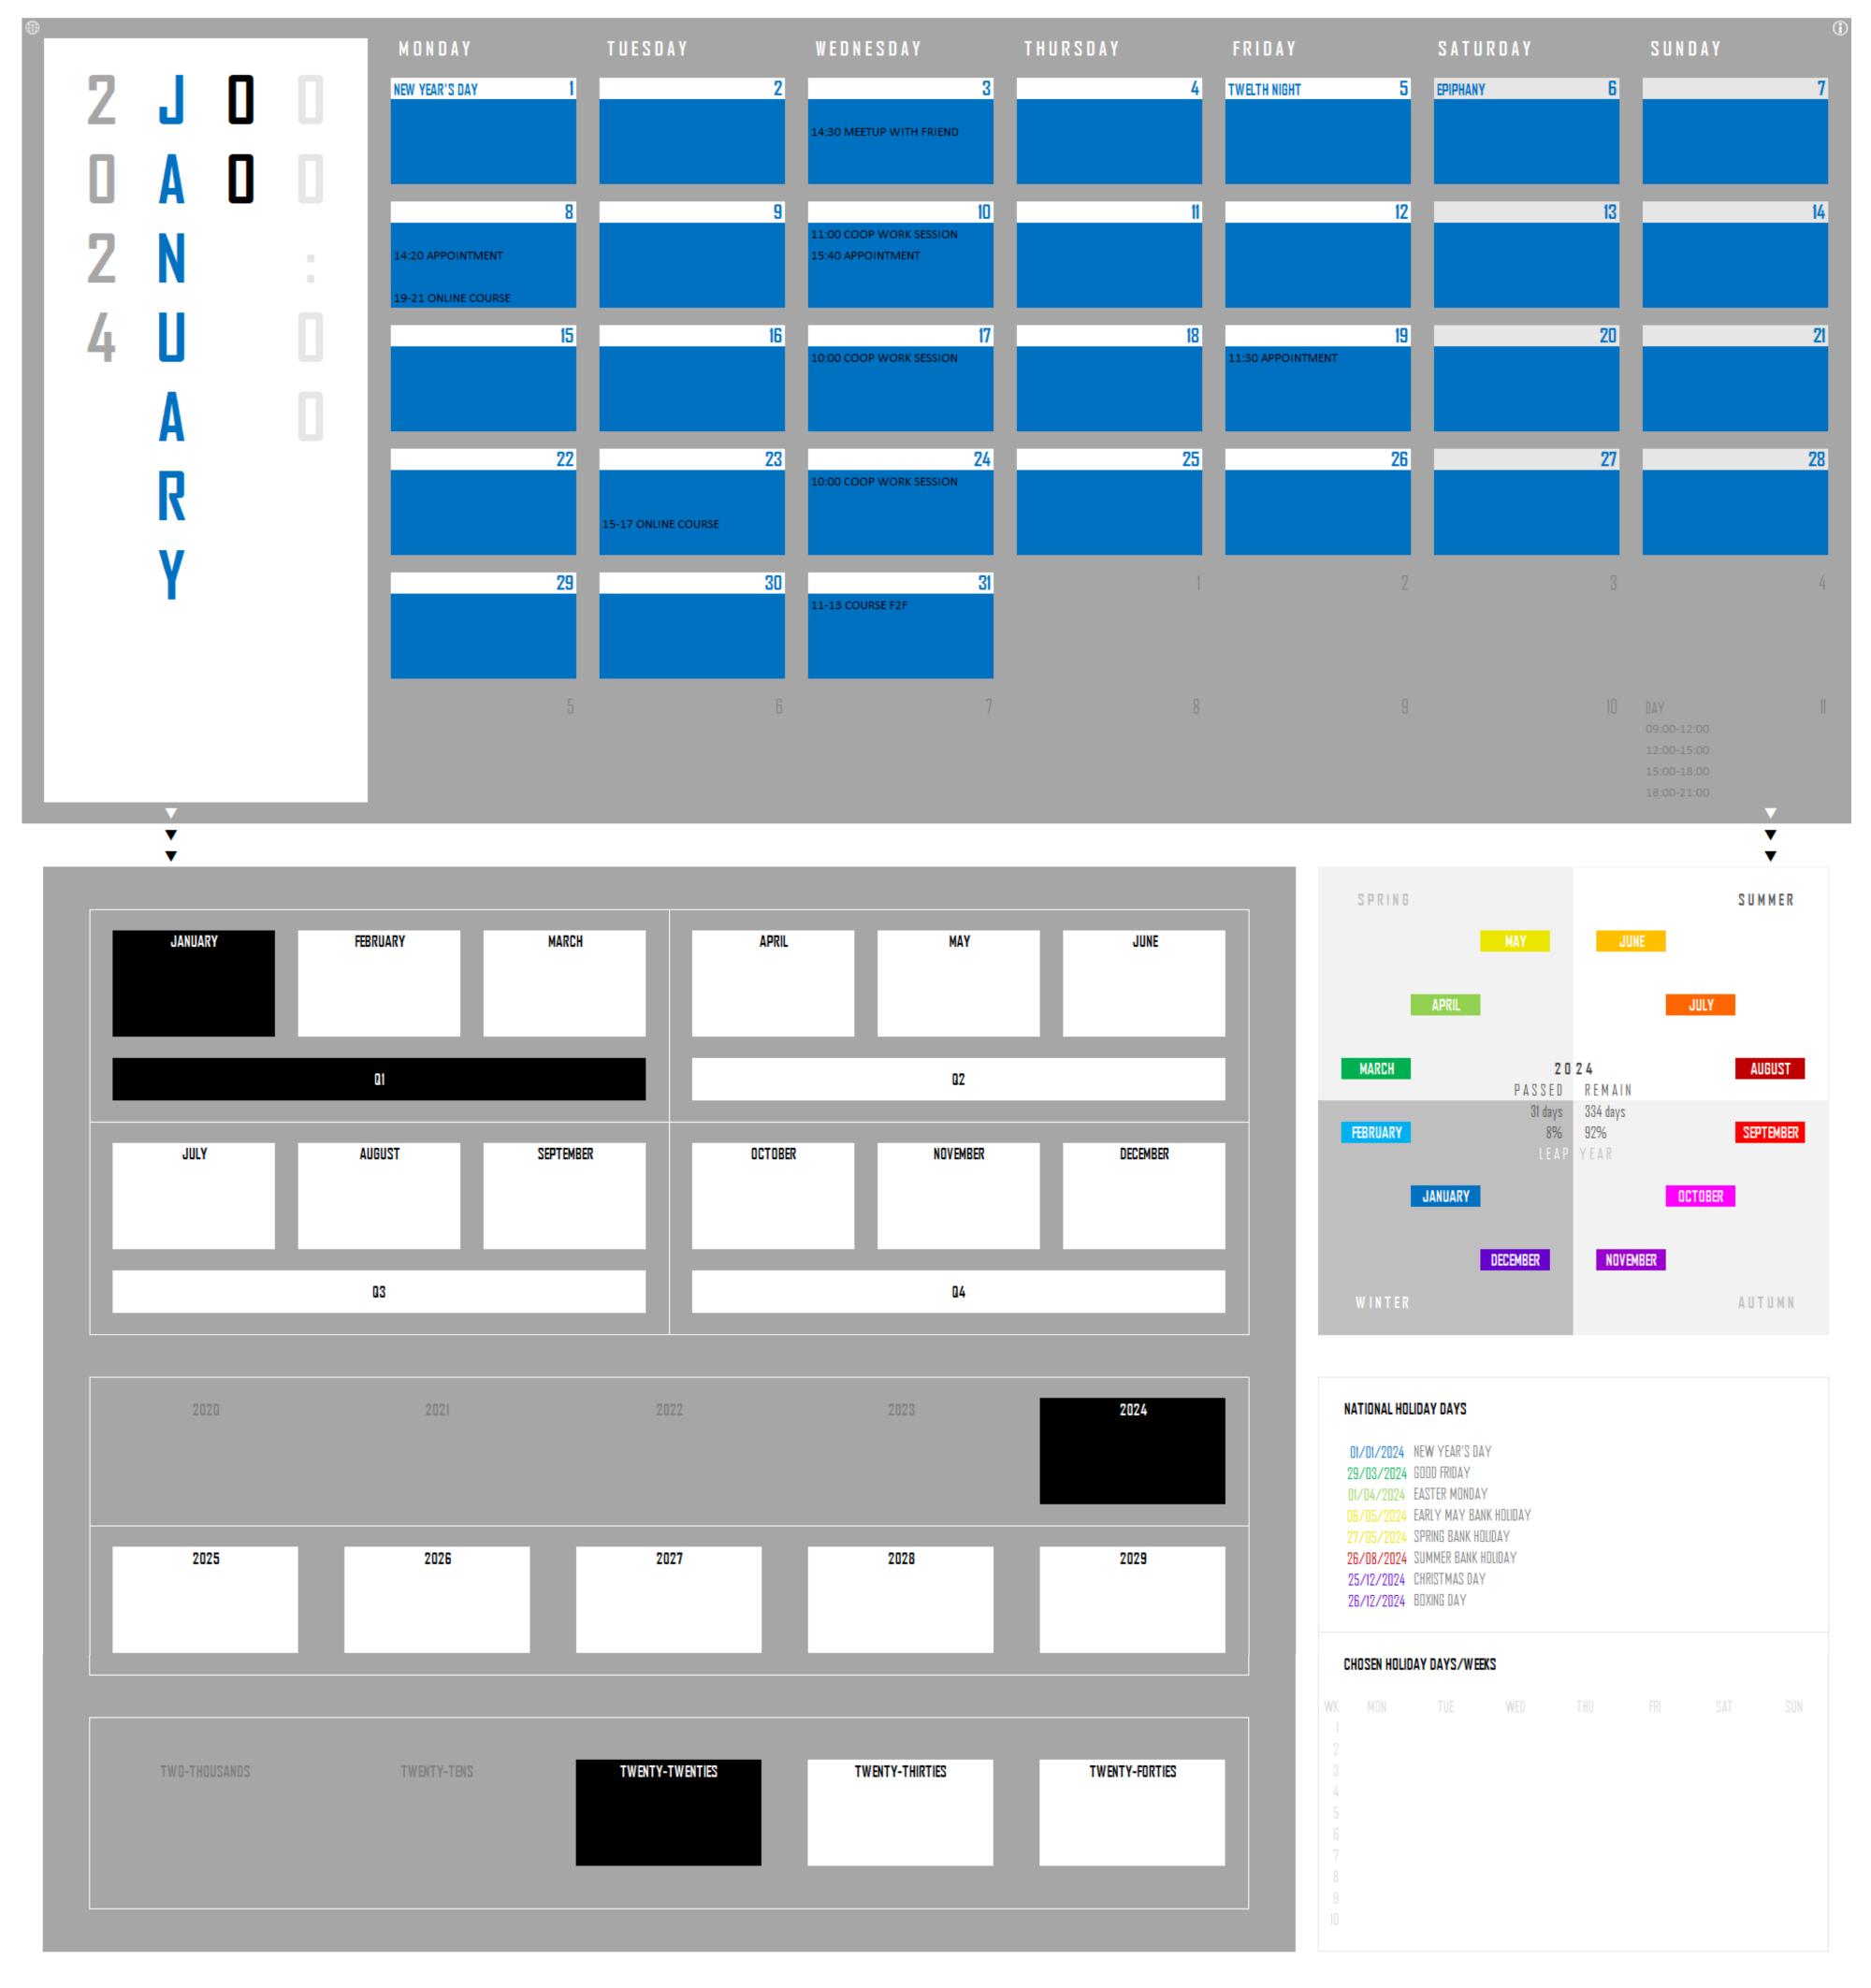 2024
JANUARY
00
00:00
MONDAY TUESDAY WEDNESDAY THURSDAY FRIDAY SATURDAY SUNDAY
NEW YEAR'S DAY 1 2 3 4 TWELTH NIGHT 5 EPIPHANY 6 7
14:30 MEETUP WITH FRIEND
8 9 10 11 12 13 14
11:00 COOP WORK SESSION
14:20 APPOINTMENT 15:40 APPOINTMENT
19-21 ONLINE COURSE
15 16 17 18 19 20 21
10:00 COOP WORK SESSION 11:30 APPOINTMENT
22 23 24 25 26 27 28
10:00 COOP WORK SESSION
15-17 ONLINE COURSE
29 30 31 1 2 3 4
11-13 COURSE F2F
5 6 7 8 9 10 DAY 11
09:00-12:00
12:00-15:00
15:00-18:00
18:00-21:00
JANUARY FEBRUARY MARCH APRIL MAY JUNE
Q1 Q2
JULY AUGUST SEPTEMBER OCTOBER NOVEMBER DECEMBER
Q3 Q4
2020 2021 2022 2023 2024
2025 2026 2027 2028 2029
TWO-THOUSANDS TWENTY-TENS TWENTY-TWENTIES TWENTY-THIRTIES TWENTY-FORTIES
SPRING SUMMER
MAY JUNE
APRIL JULY
MARCH 2024 AUGUST
PASSED REMAIN
31 days 334 days
FEBRUARY 8% 92% SEPTEMBER
LEAP YEAR
JANUARY OCTOBER
DECEMBER NOVEMBER
WINTER AUTUMN
NATIONAL HOLIDAY DAYS
01/01/2024 NEW YEAR'S DAY
29/03/2024 GOOD FRIDAY
01/04/2024 EASTER MONDAY
06/05/2024 EARLY MAY BANK HOLIDAY
27/05/2024 SPRING BANK HOLIDAY
26/08/2024 SUMMER BANK HOLIDAY
25/12/2024 CHRISTMAS DAY
26/12/2024 BOXING DAY
CHOSEN HOLIDAY DAYS/WEEKS
WK MON TUE WED THU FRI SAT SUN
1
2
3
4
5
6
7
8
9
10